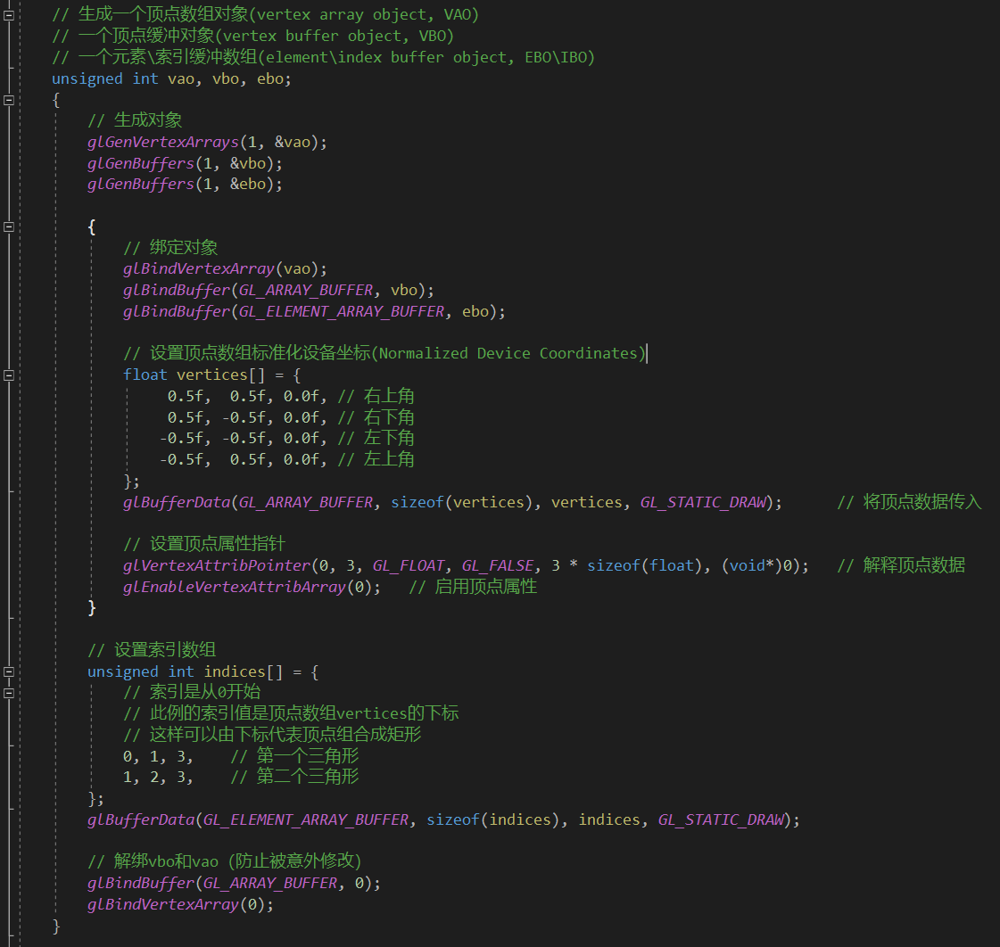 // 生成一个顶点数组对象(vertex array object, VAO)
// 一个顶点缓冲对象(vertex buffer object, VBO)
// 一个元素\索引缓冲数组(element\index buffer object, EBO\IBO)
unsigned int vao, vbo, ebo;
{
    // 生成对象
    glGenVertexArrays(1, &vao);
    glGenBuffers(1, &vbo);
    glGenBuffers(1, &ebo);

    {
        // 绑定对象
        glBindVertexArray(vao);
        glBindBuffer(GL_ARRAY_BUFFER, vbo);
        glBindBuffer(GL_ELEMENT_ARRAY_BUFFER, ebo);

        // 设置顶点数组标准化设备坐标(Normalized Device Coordinates)
        float vertices[] = {
             0.5f,  0.5f, 0.0f, // 右上角
             0.5f, -0.5f, 0.0f, // 右下角
            -0.5f, -0.5f, 0.0f, // 左下角
            -0.5f,  0.5f, 0.0f, // 左上角
        };
        glBufferData(GL_ARRAY_BUFFER, sizeof(vertices), vertices, GL_STATIC_DRAW);      // 将顶点数据传入

        // 设置顶点属性指针
        glVertexAttribPointer(0, 3, GL_FLOAT, GL_FALSE, 3 * sizeof(float), (void*)0);   // 解释顶点数据
        glEnableVertexAttribArray(0);   // 启用顶点属性
    }

    // 设置索引数组
    unsigned int indices[] = {
        // 索引是从0开始
        // 此例的索引值是顶点数组vertices的下标
        // 这样可以由下标代表顶点组合成矩形
        0, 1, 3,    // 第一个三角形
        1, 2, 3,    // 第二个三角形
    };
    glBufferData(GL_ELEMENT_ARRAY_BUFFER, sizeof(indices), indices, GL_STATIC_DRAW);

    // 解绑vbo和vao (防止被意外修改)
    glBindBuffer(GL_ARRAY_BUFFER, 0);
    glBindVertexArray(0);
}